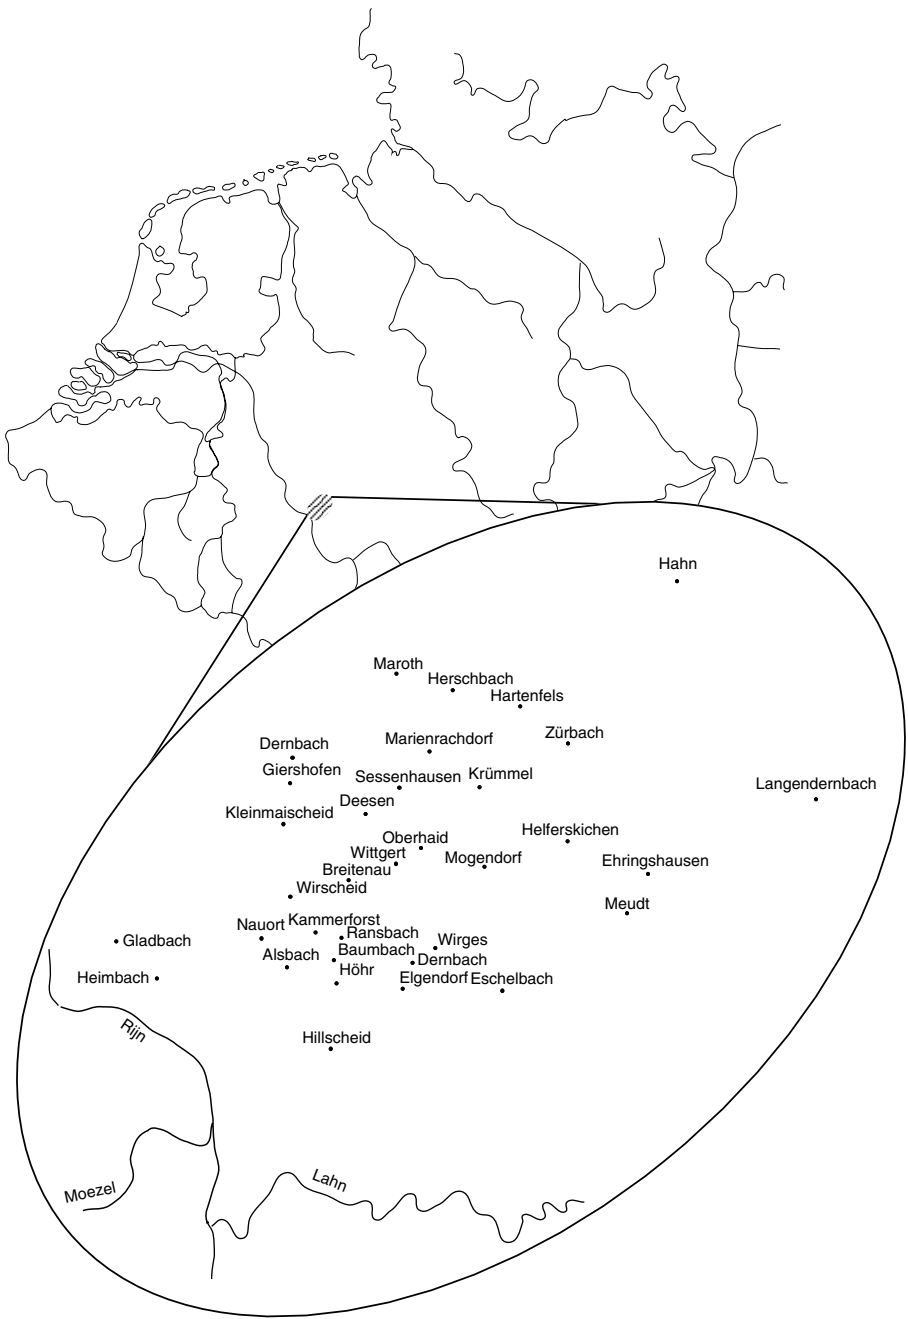 Hahn
Maroth
Herschbach
Hartenfels
Zürbach
Marienrachdorf
Dernbach
Giershofen
Sessenhausen
Krümmel
Langendernbach
Deesen
Kleinmaischeid
Helferskichen
Oberhaid
Wittgert
Mogendorf
Ehringshausen
Breitenau
Wirscheid
Meudt
Kammerforst
Nauort
Ransbach
Gladbach
Wirges
Baumbach
Alsbach
Dernbach
Höhr
Heimbach
Elgendorf
Eschelbach
Rijn
Hillscheid
Lahn
Moezel